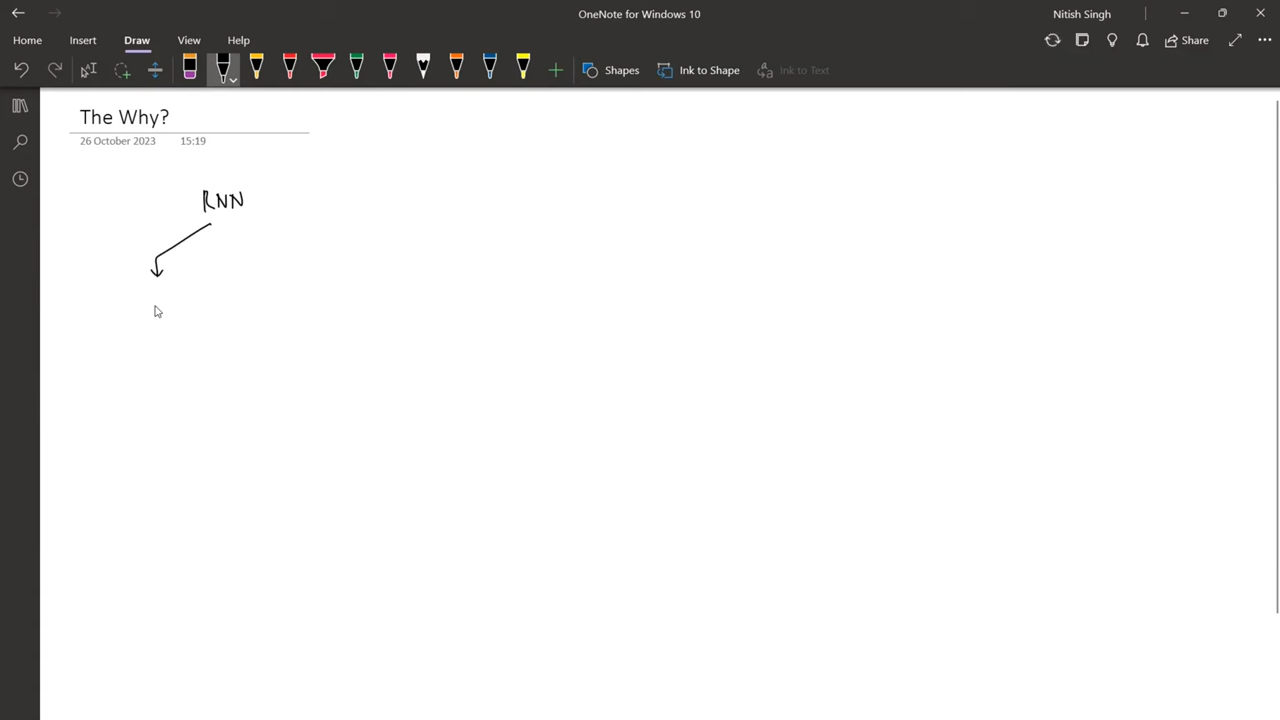 OneNote for Windows 10
Nitish Singh
Home Insert Draw View Help
Share
Shapes Ink to Shape Ink to Text
The Why?
26 October 2023 15:19
RNN